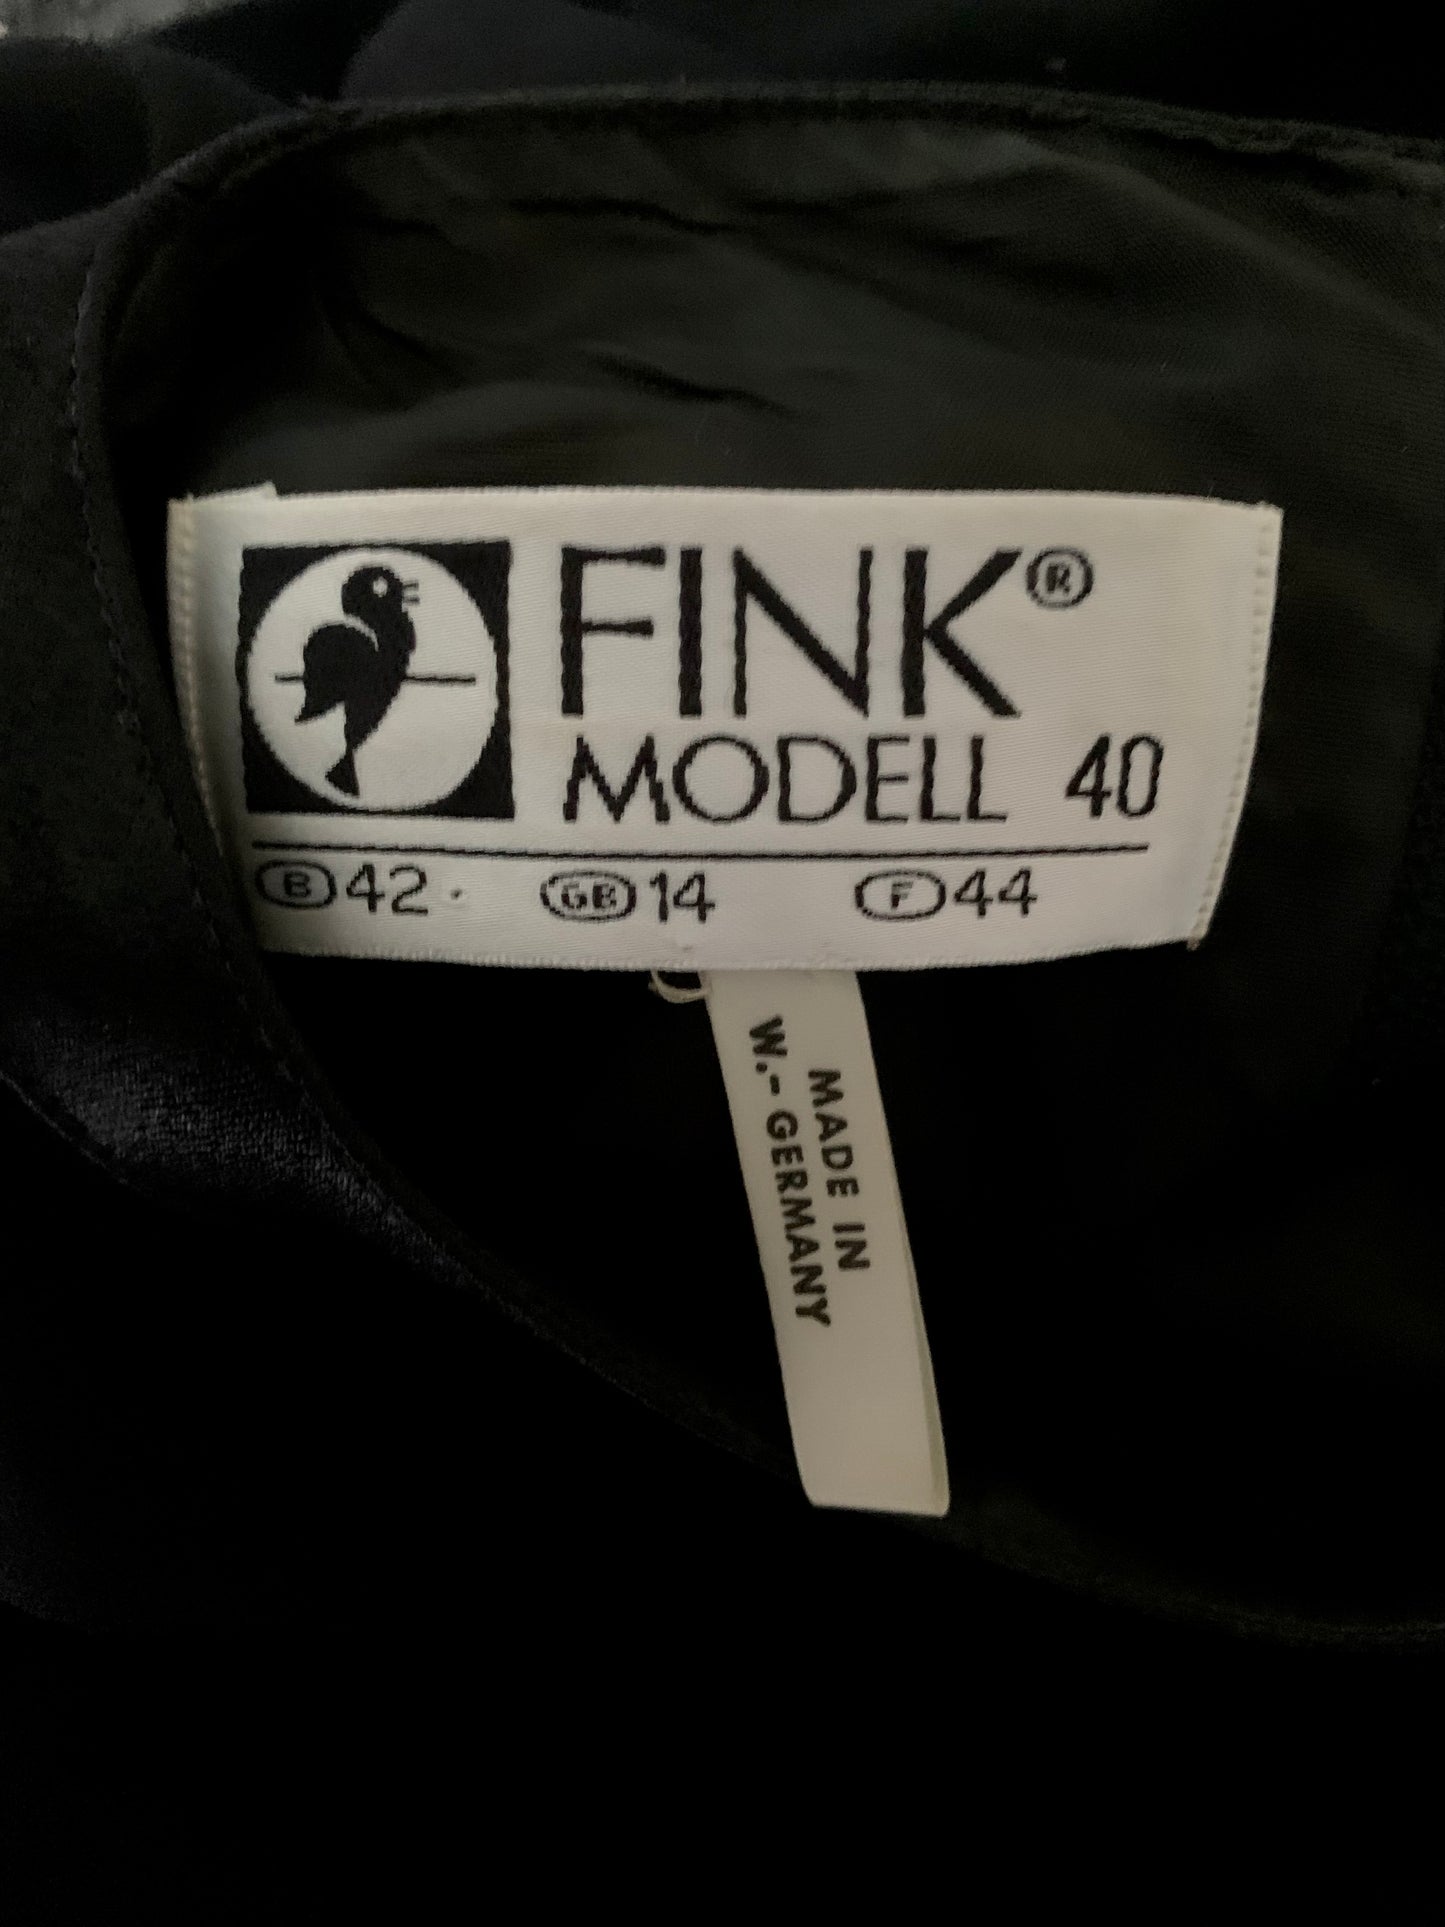 FINK®
MODELL 40
B 42 · GB 14 F 44
MADE IN
W.-GERMANY